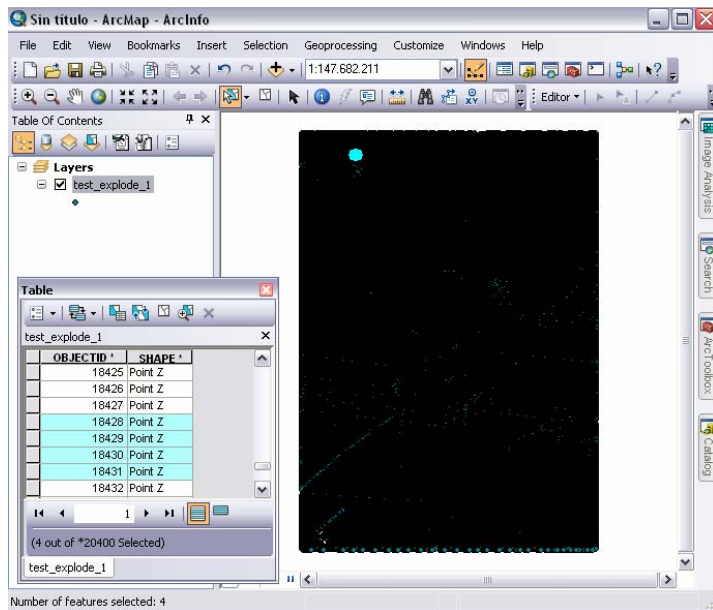 Sin título - ArcMap - ArcInfo
File Edit View Bookmarks Insert Selection Geoprocessing Customize Windows Help
1:147.682.211
Editor
Table Of Contents
Layers
test_explode_1
Image Analysis
Search
ArcToolbox
Catalog
Table
test_explode_1
OBJECTID * SHAPE *
18425 Point Z
18426 Point Z
18427 Point Z
18428 Point Z
18429 Point Z
18430 Point Z
18431 Point Z
18432 Point Z
1
(4 out of *20400 Selected)
test_explode_1
Number of features selected: 4